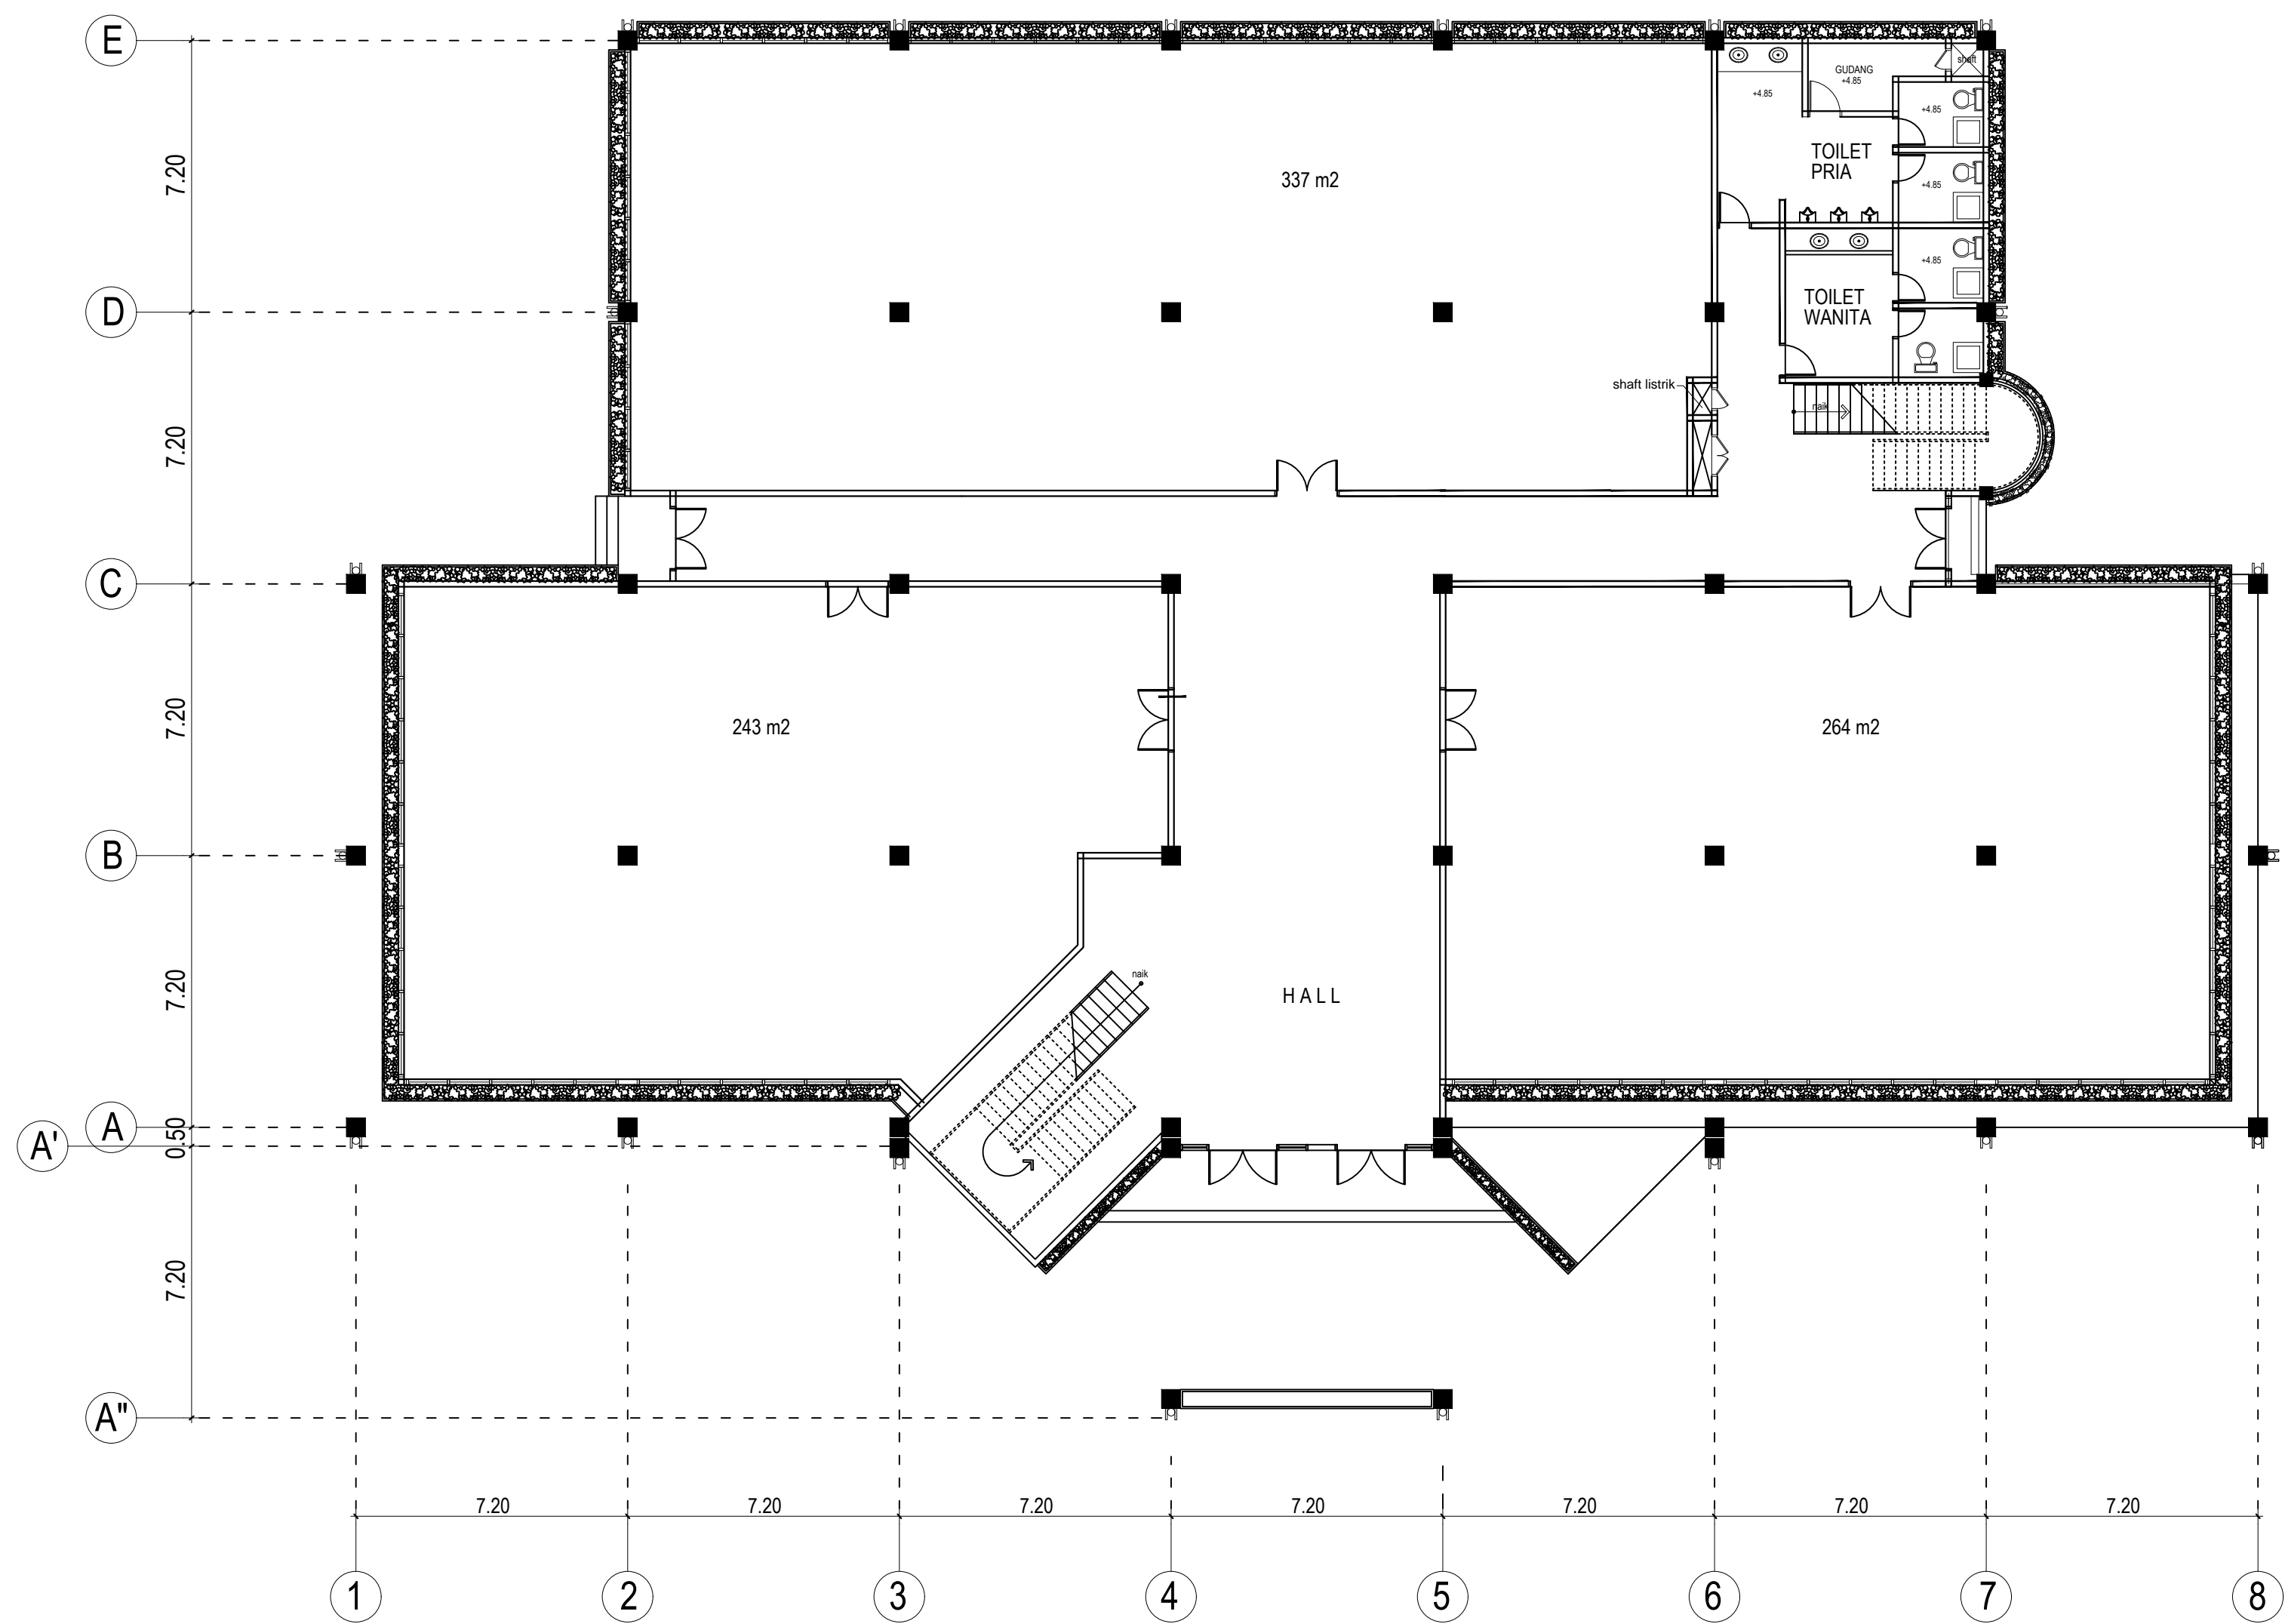 E
shaft
GUDANG
+4.85
+4.85
+4.85
7.20
TOILET
PRIA
337 m2
+4.85
+4.85
TOILET
WANITA
D
shaft listrik
naik
7.20
C
7.20
243 m2
264 m2
B
naik
7.20
HALL
A
0.50
A'
7.20
A"
7.20
7.20
7.20
7.20
7.20
7.20
7.20
1
2
3
4
5
6
7
8